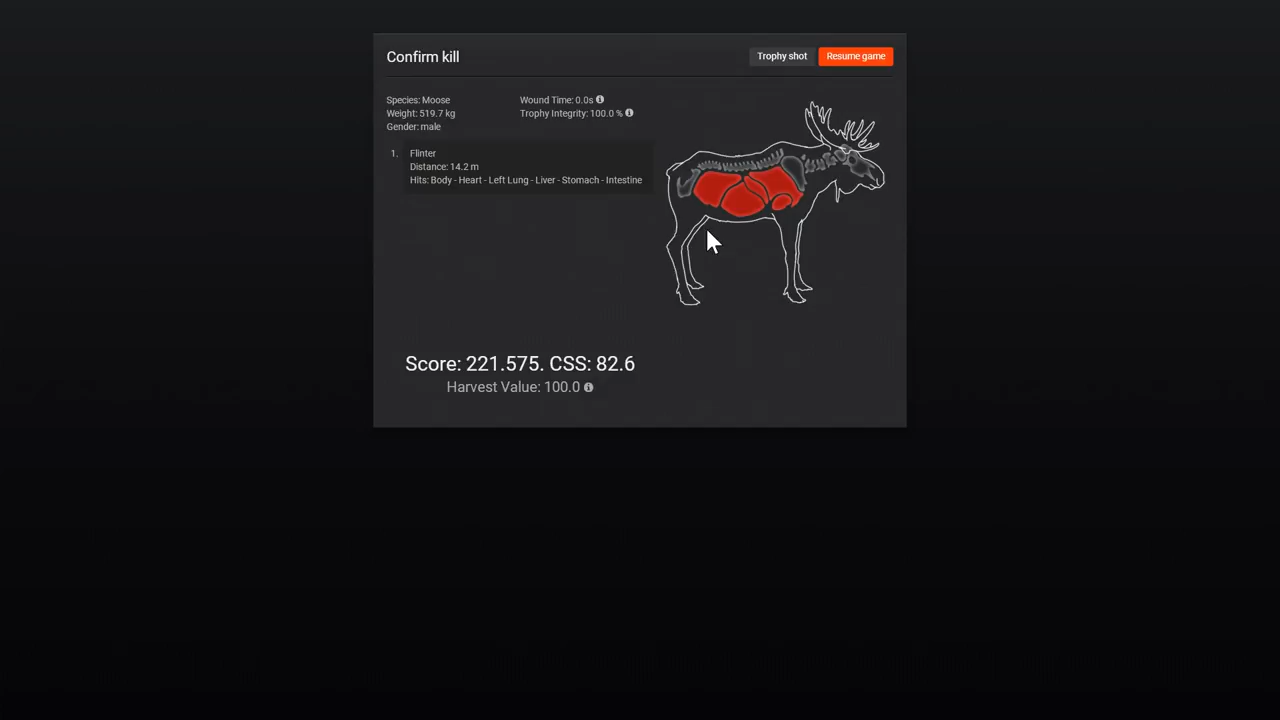 Confirm kill
Trophy shot
Resume game
Species: Moose
Weight: 519.7 kg
Gender: male
Wound Time: 0.0s
Trophy Integrity: 100.0 %
1. Flinter
Distance: 14.2 m
Hits: Body - Heart - Left Lung - Liver - Stomach - Intestine
Score: 221.575. CSS: 82.6
Harvest Value: 100.0